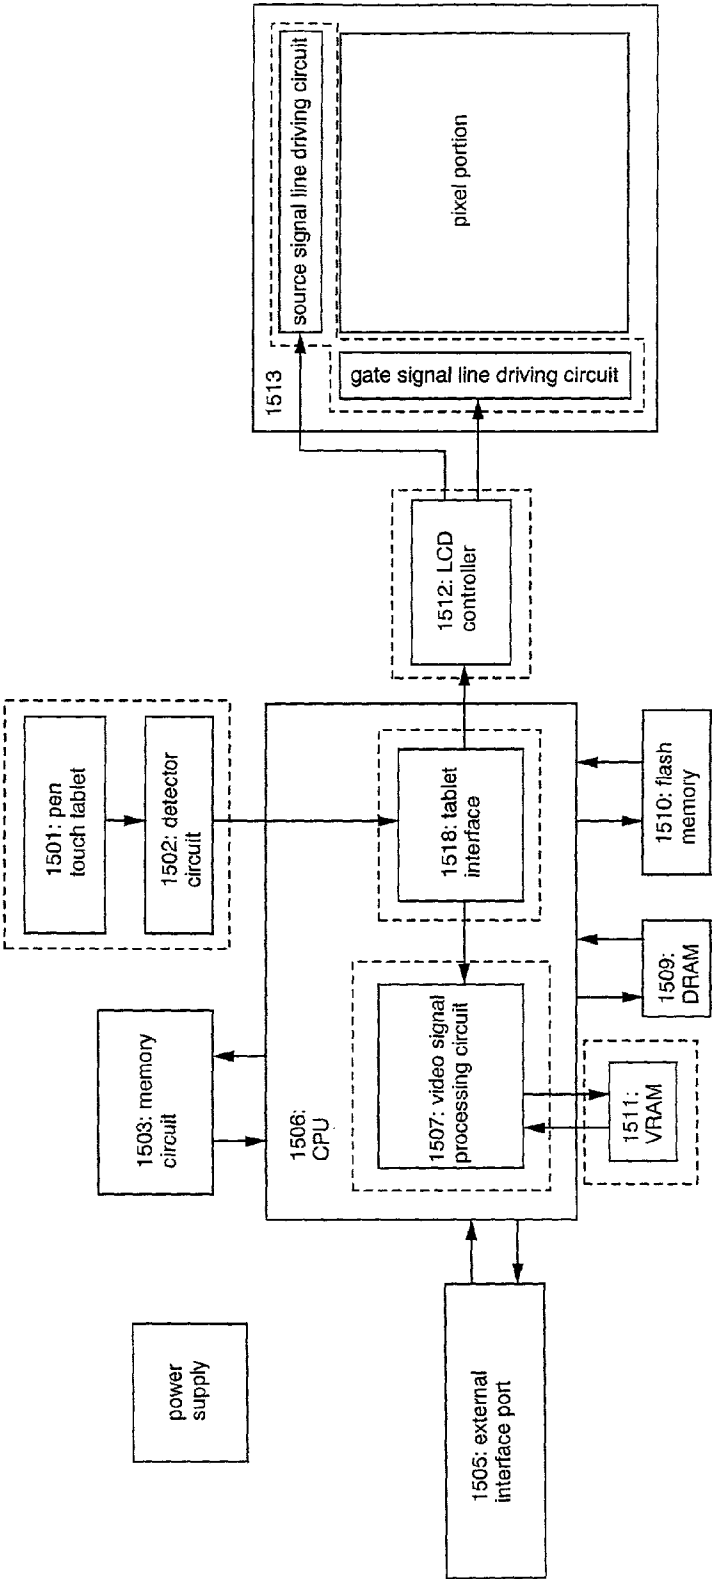 power
supply
1505: external
interface port
1503: memory
circuit
1506:
CPU
1507: video signal
processing circuit
1511:
VRAM
1501: pen
touch tablet
1502: detector
circuit
1518: tablet
interface
1509:
DRAM
1510: flash
memory
1512: LCD
controller
1513
source signal line driving circuit
gate signal line driving circuit
pixel portion